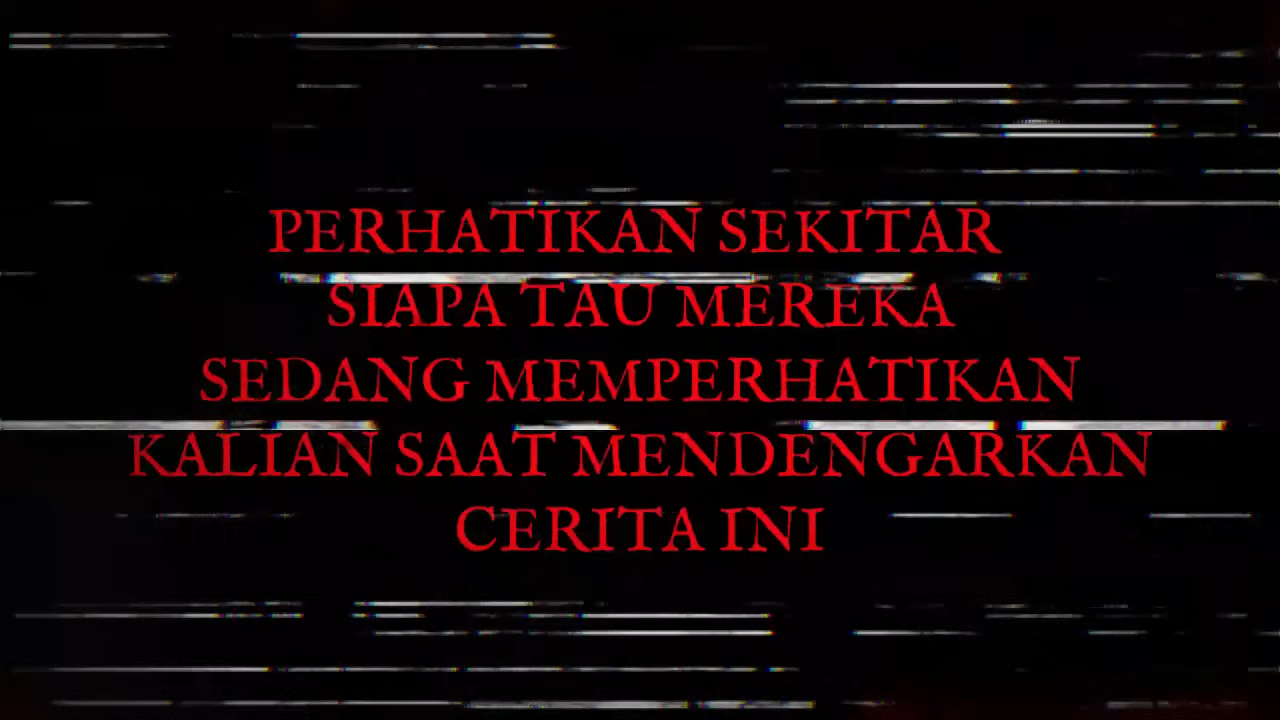 PERHATIKAN SEKITAR
SIAPA TAU MEREKA
SEDANG MEMPERHATIKAN
KALIAN SAAT MENDENGARKAN
CERITA INI